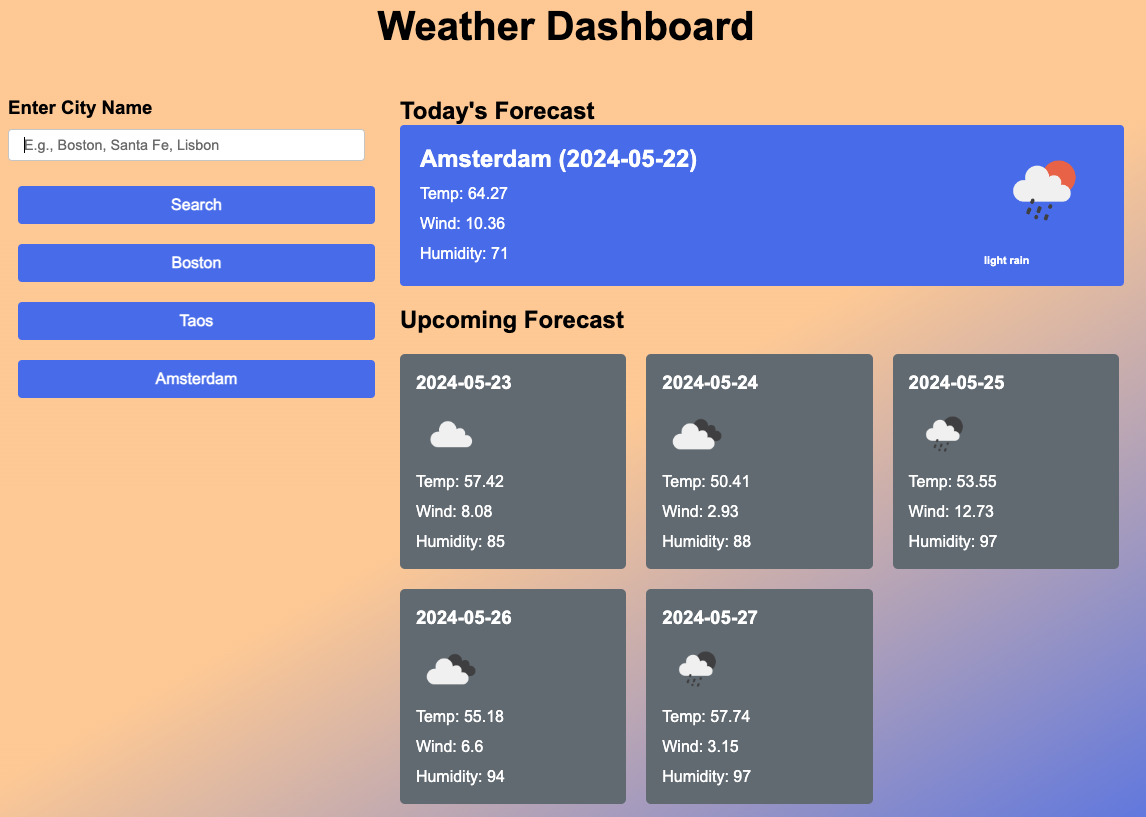 Weather Dashboard
Enter City Name
E.g., Boston, Santa Fe, Lisbon
Search
Boston
Taos
Amsterdam
Today's Forecast
Amsterdam (2024-05-22)
Temp: 64.27
Wind: 10.36
Humidity: 71
light rain
Upcoming Forecast
2024-05-23
Temp: 57.42
Wind: 8.08
Humidity: 85
2024-05-24
Temp: 50.41
Wind: 2.93
Humidity: 88
2024-05-25
Temp: 53.55
Wind: 12.73
Humidity: 97
2024-05-26
Temp: 55.18
Wind: 6.6
Humidity: 94
2024-05-27
Temp: 57.74
Wind: 3.15
Humidity: 97